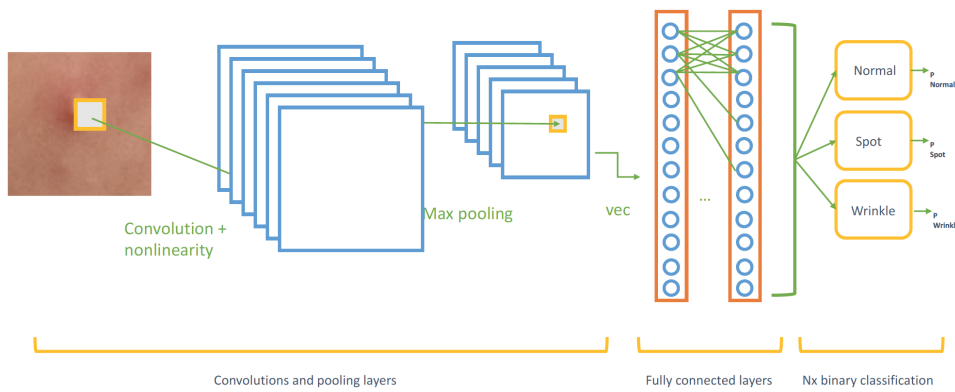 Convolution +
nonlinearity
Max pooling
vec
...
Normal
P
Normal
Spot
P
Spot
Wrinkle
P
Wrinkl
Convolutions and pooling layers
Fully connected layers
Nx binary classification